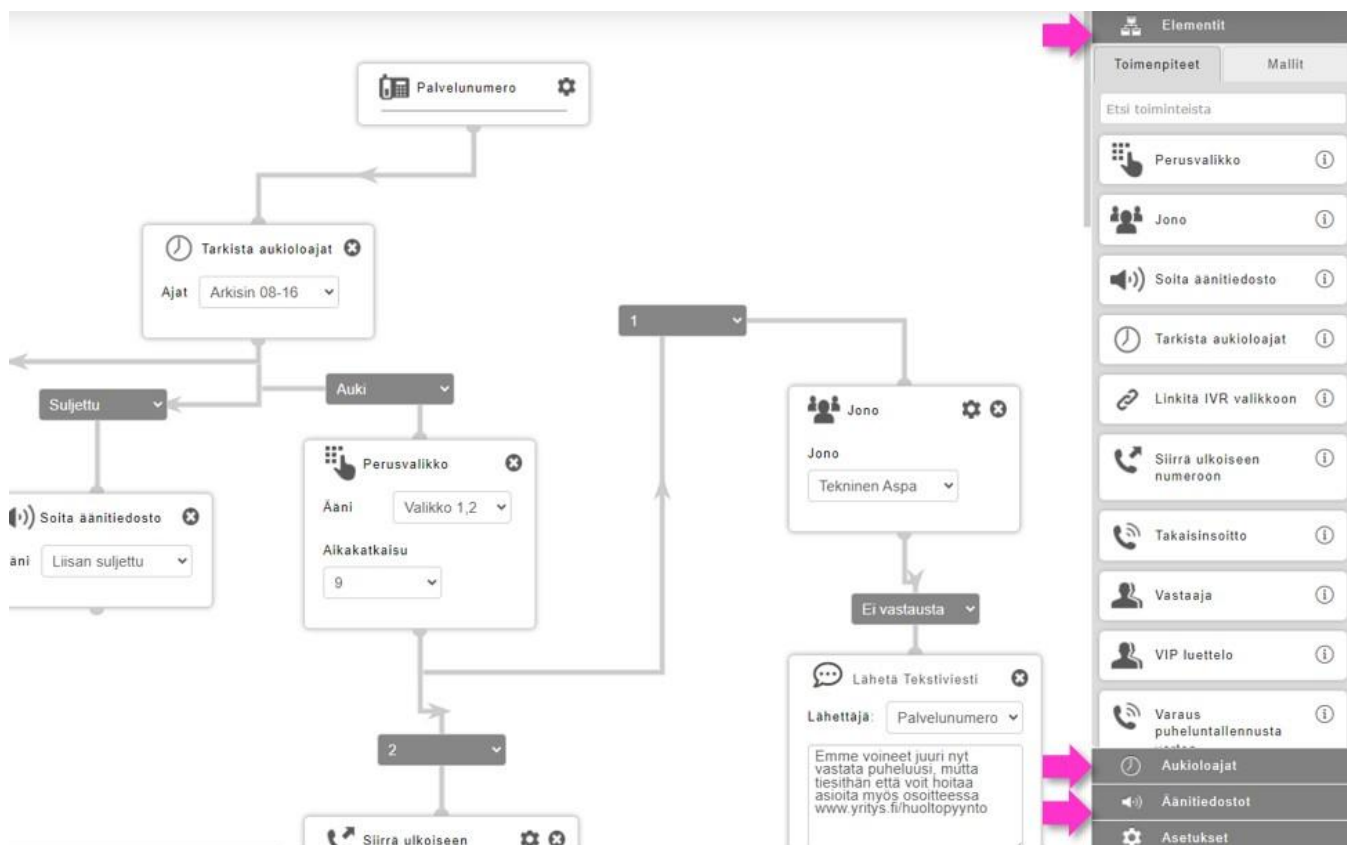 Palvelunumero
Tarkista aukioloajat
Ajat Arkisin 08-16
Suljettu
Auki
Soita äänitiedosto
ääni Liisan suljettu
Perusvalikko
Ääni Valikko 1,2
Aikakatkaisu
9
1
2
Siirrä ulkoiseen
Jono
Jono
Tekninen Aspa
Ei vastausta
Lähetä Tekstiviesti
Lähettäjä: Palvelunumero
Emme voineet juuri nyt
vastata puheluusi, mutta
tiesithän että voit hoitaa
asioita myös osoitteessa
www.yritys.fi/huoltopyynto
Elementit
Toimenpiteet Mallit
Etsi toiminteista
Perusvalikko
Jono
Soita äänitiedosto
Tarkista aukioloajat
Linkitä IVR valikkoon
Siirrä ulkoiseen
numeroon
Takaisinsoitto
Vastaaja
VIP luettelo
Varaus
puheluntallennusta
Aukioloajat
Äänitiedostot
Asetukset